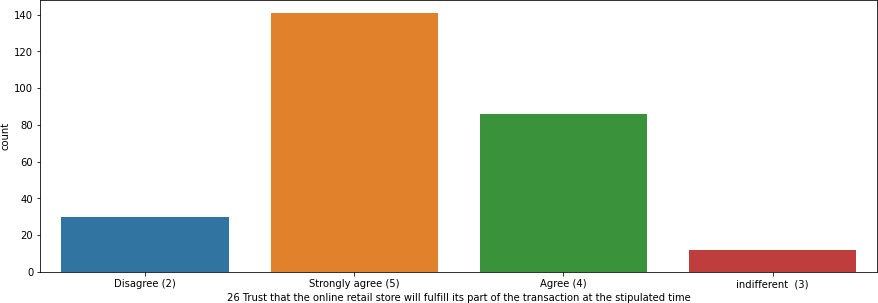 140
120
100
80
60
40
20
0
count
Disagree (2)
Strongly agree (5)
Agree (4)
indifferent  (3)
26 Trust that the online retail store will fulfill its part of the transaction at the stipulated time